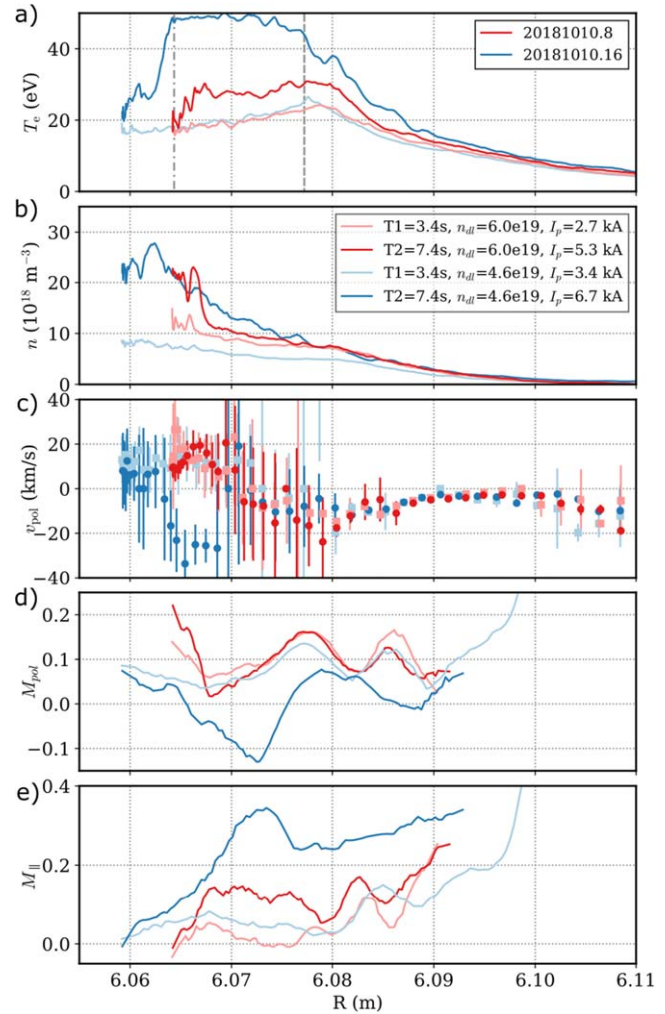 a)
60
40
20
0
T_e (eV)
20181010.8
20181010.16
b)
30
20
10
0
n (10^18 m^−3)
T1=3.4s, n_dl=6.0e19, I_p=2.7 kA
T2=7.4s, n_dl=6.0e19, I_p=5.3 kA
T1=3.4s, n_dl=4.6e19, I_p=3.4 kA
T2=7.4s, n_dl=4.6e19, I_p=6.7 kA
c)
40
20
0
−20
−40
v_pol (km/s)
d)
0.2
0.1
0.0
−0.1
M_pol
e)
0.4
0.2
0.0
M_∥
6.06 6.07 6.08 6.09 6.10 6.11
R (m)